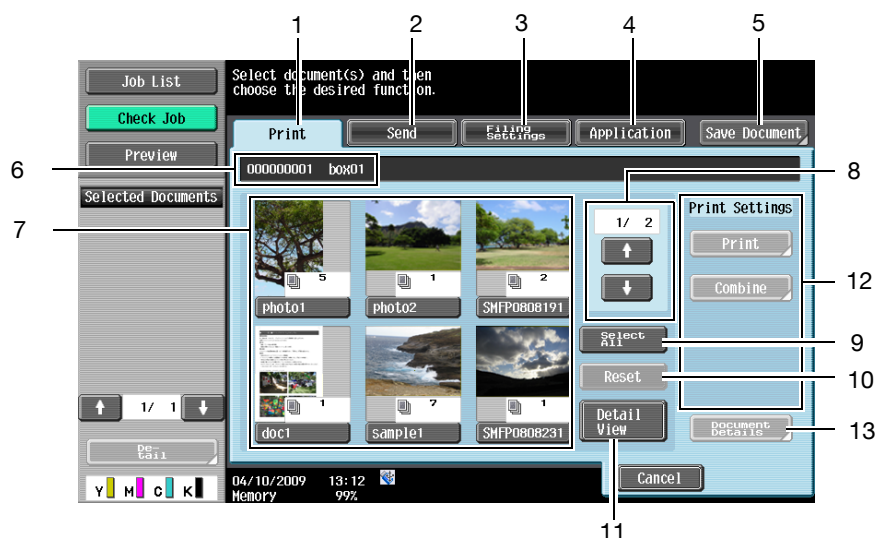 1
2
3
4
5
Job List
Select document(s) and then
choose the desired function.
Check Job
Print
Send
Filing
Settings
Application
Save Document
Preview
6
000000001 box01
8
Selected Documents
7
1/ 2
Print Settings
Print
5
1
2
Combine
12
photo1
photo2
SMFP0808191
Select
All
9
Reset
10
1
7
1
1/ 1
Detail
View
Document
Details
13
doc1
sample1
SMFP0808231
De-
tail
Cancel
04/10/2009 13:12
Memory 99%
Y M C K
11